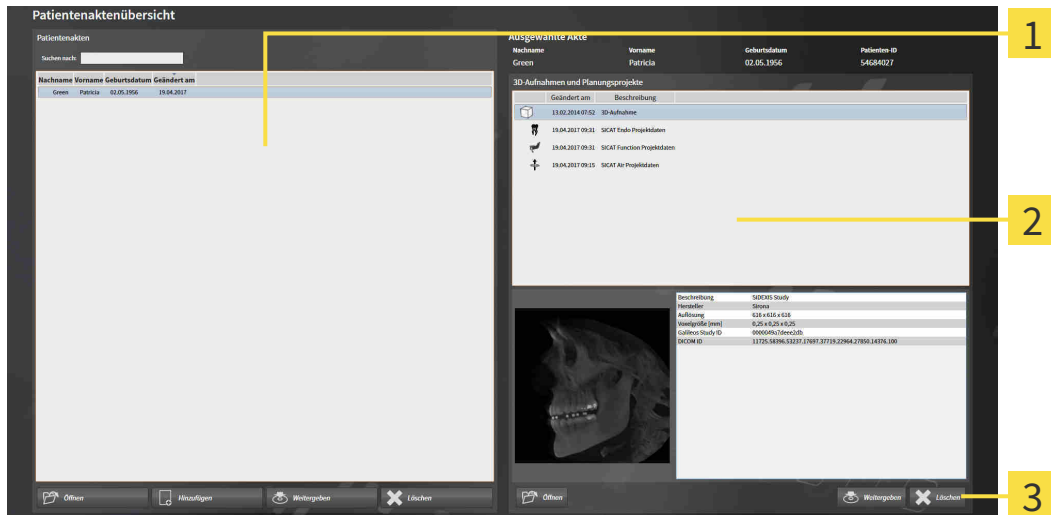 Patientenaktenübersicht
Patientenakten
Suchen nach:
Nachname Vorname Geburtsdatum Geändert am
Green Patricia 02.05.1956 19.04.2017
Öffnen
Hinzufügen
Weitergeben
Löschen
Ausgewählte Akte
Nachname Vorname Geburtsdatum Patienten-ID
Green Patricia 02.05.1956 54684027
3D-Aufnahmen und Planungsprojekte
Geändert am Beschreibung
13.02.2014 07:52 3D-Aufnahme
19.04.2017 09:31 SICAT Endo Projektdaten
19.04.2017 09:31 SICAT Function Projektdaten
19.04.2017 09:15 SICAT Air Projektdaten
Beschreibung SIDEXIS Study
Hersteller Sirona
Auflösung 616 x 616 x 616
Voxelgröße [mm] 0,25 x 0,25 x 0,25
Galileos Study ID 0000049a7deee2db
DICOM ID 11725.58396.53237.17697.37719.22964.27850.14376.100
Öffnen
Weitergeben
Löschen
1
2
3